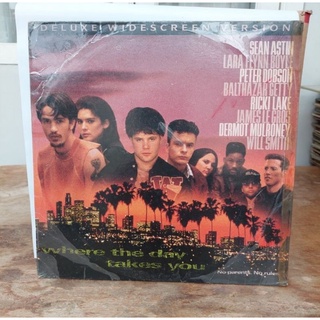 DELUXE WIDESCREEN VERSION
SEAN ASTIN
LARA FLYNN BOYLE
PETER DOBSON
BALTHAZAR GETTY
RICKI LAKE
JAMES LE GROS
DERMOT MULRONEY
WILL SMITH
where the day
takes you
No parents. No rules.